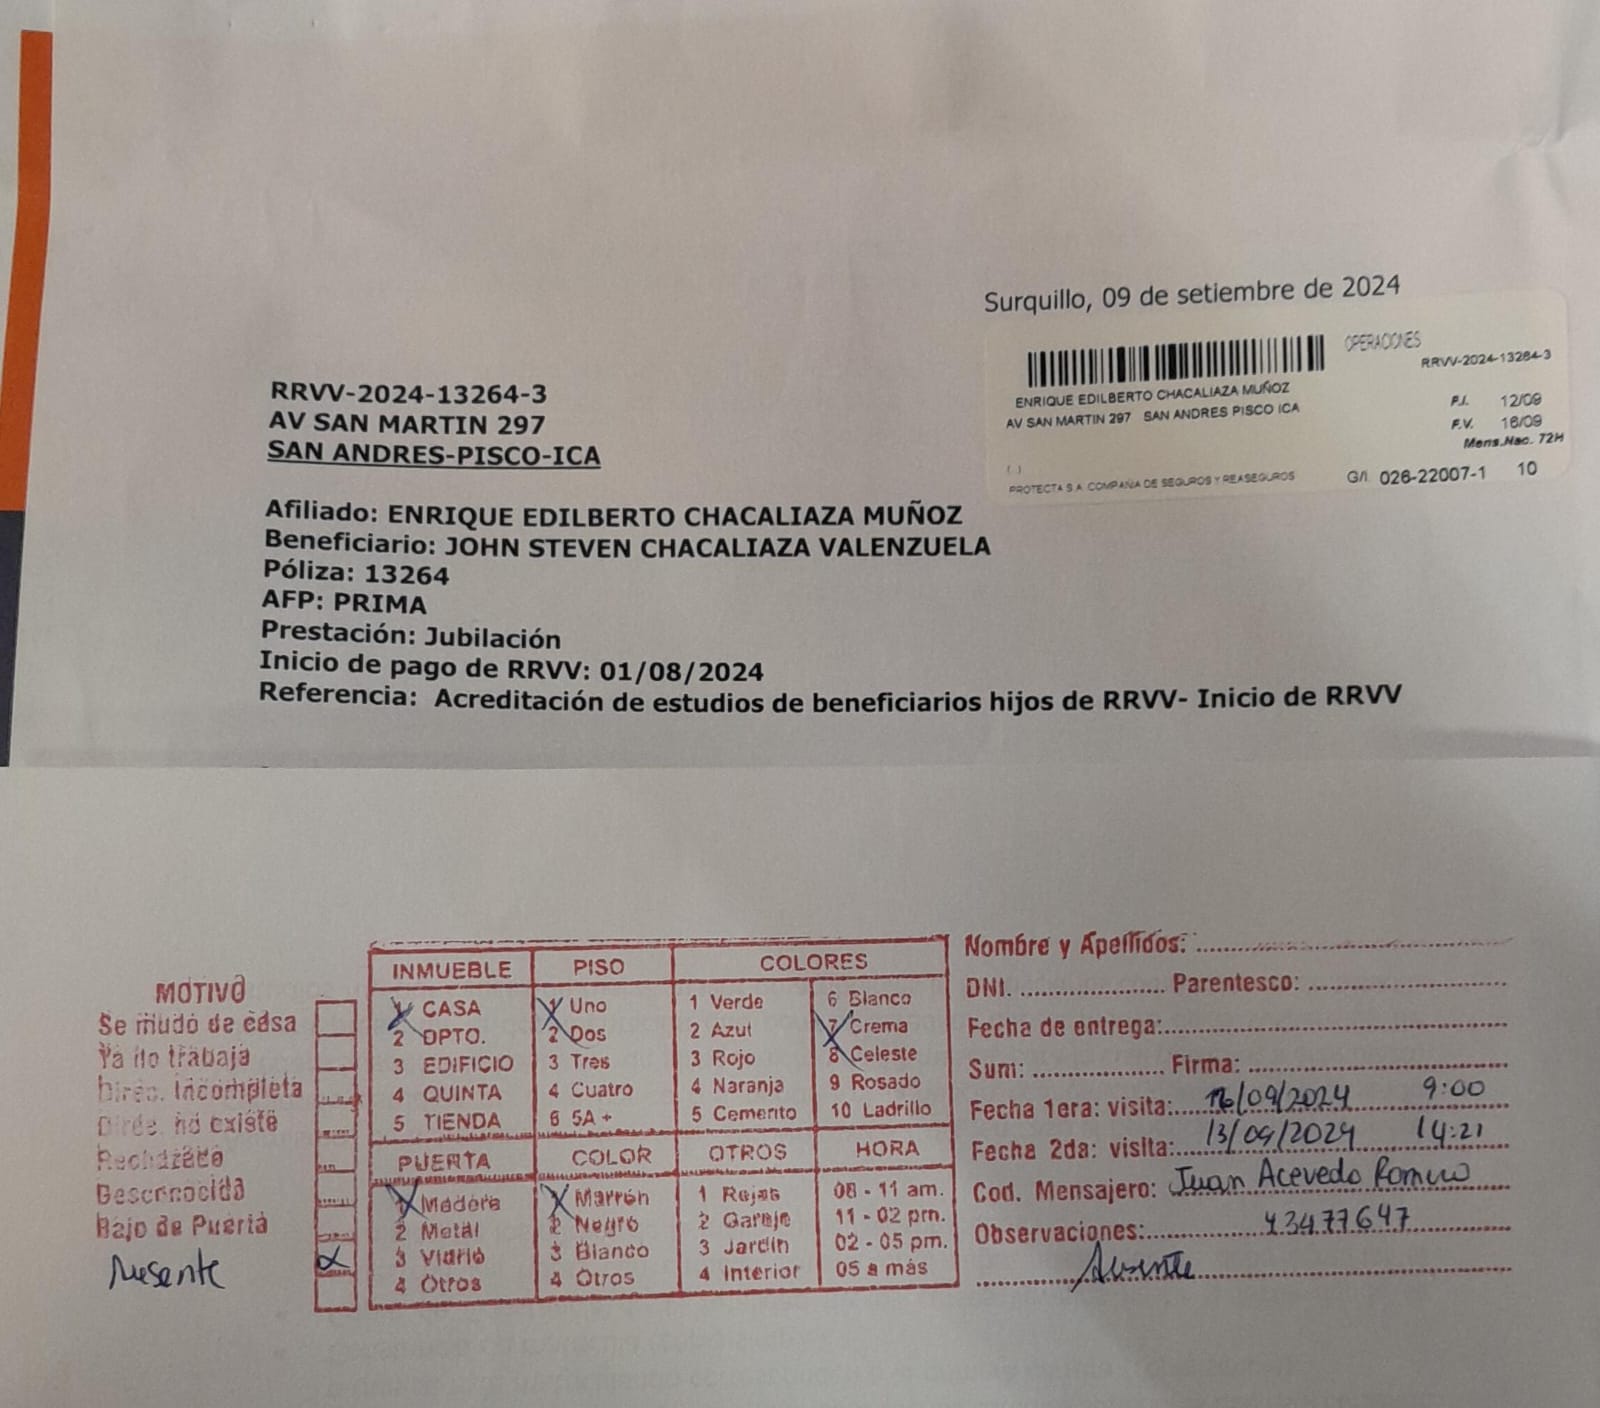 Surquillo, 09 de setiembre de 2024
OPERACIONES
RRVV-2024-13264-3
ENRIQUE EDILBERTO CHACALIAZA MUÑOZ
AV SAN MARTIN 297 SAN ANDRES PISCO ICA
F.I. 12/09
F.V. 16/09
Mens.Nac. 72H
( )
PROTECTA S.A. COMPAÑIA DE SEGUROS Y REASEGUROS
G/I 026-22007-1 10
RRVV-2024-13264-3
AV SAN MARTIN 297
SAN ANDRES-PISCO-ICA
Afiliado: ENRIQUE EDILBERTO CHACALIAZA MUÑOZ
Beneficiario: JOHN STEVEN CHACALIAZA VALENZUELA
Póliza: 13264
AFP: PRIMA
Prestación: Jubilación
Inicio de pago de RRVV: 01/08/2024
Referencia: Acreditación de estudios de beneficiarios hijos de RRVV- Inicio de RRVV
MOTIVO
Se mudó de casa
Ya no trabaja
Direc. Incompleta
Direc. no existe
Rechazado
Desconocida
Bajo de Puerta
Ausente
INMUEBLE
1 CASA
2 DPTO.
3 EDIFICIO
4 QUINTA
5 TIENDA
PISO
1 Uno
2 Dos
3 Tres
4 Cuatro
6 5A +
COLORES
1 Verde
2 Azul
3 Rojo
4 Naranja
5 Cemento
6 Blanco
7 Crema
8 Celeste
9 Rosado
10 Ladrillo
PUERTA
1 Madera
2 Metal
3 Vidrio
4 Otros
COLOR
1 Marrón
2 Negro
3 Blanco
4 Otros
OTROS
1 Rejas
2 Garaje
3 Jardín
4 Interior
HORA
08 - 11 am.
11 - 02 pm.
02 - 05 pm.
05 a más
Nombre y Apellidos:
DNI. Parentesco:
Fecha de entrega:
Sum: Firma:
Fecha 1era: visita: /09/2024 9:00
Fecha 2da: visita: 13/09/2024 14:21
Cod. Mensajero: Juan Acevedo Romero
Observaciones: 43477647
Ausente